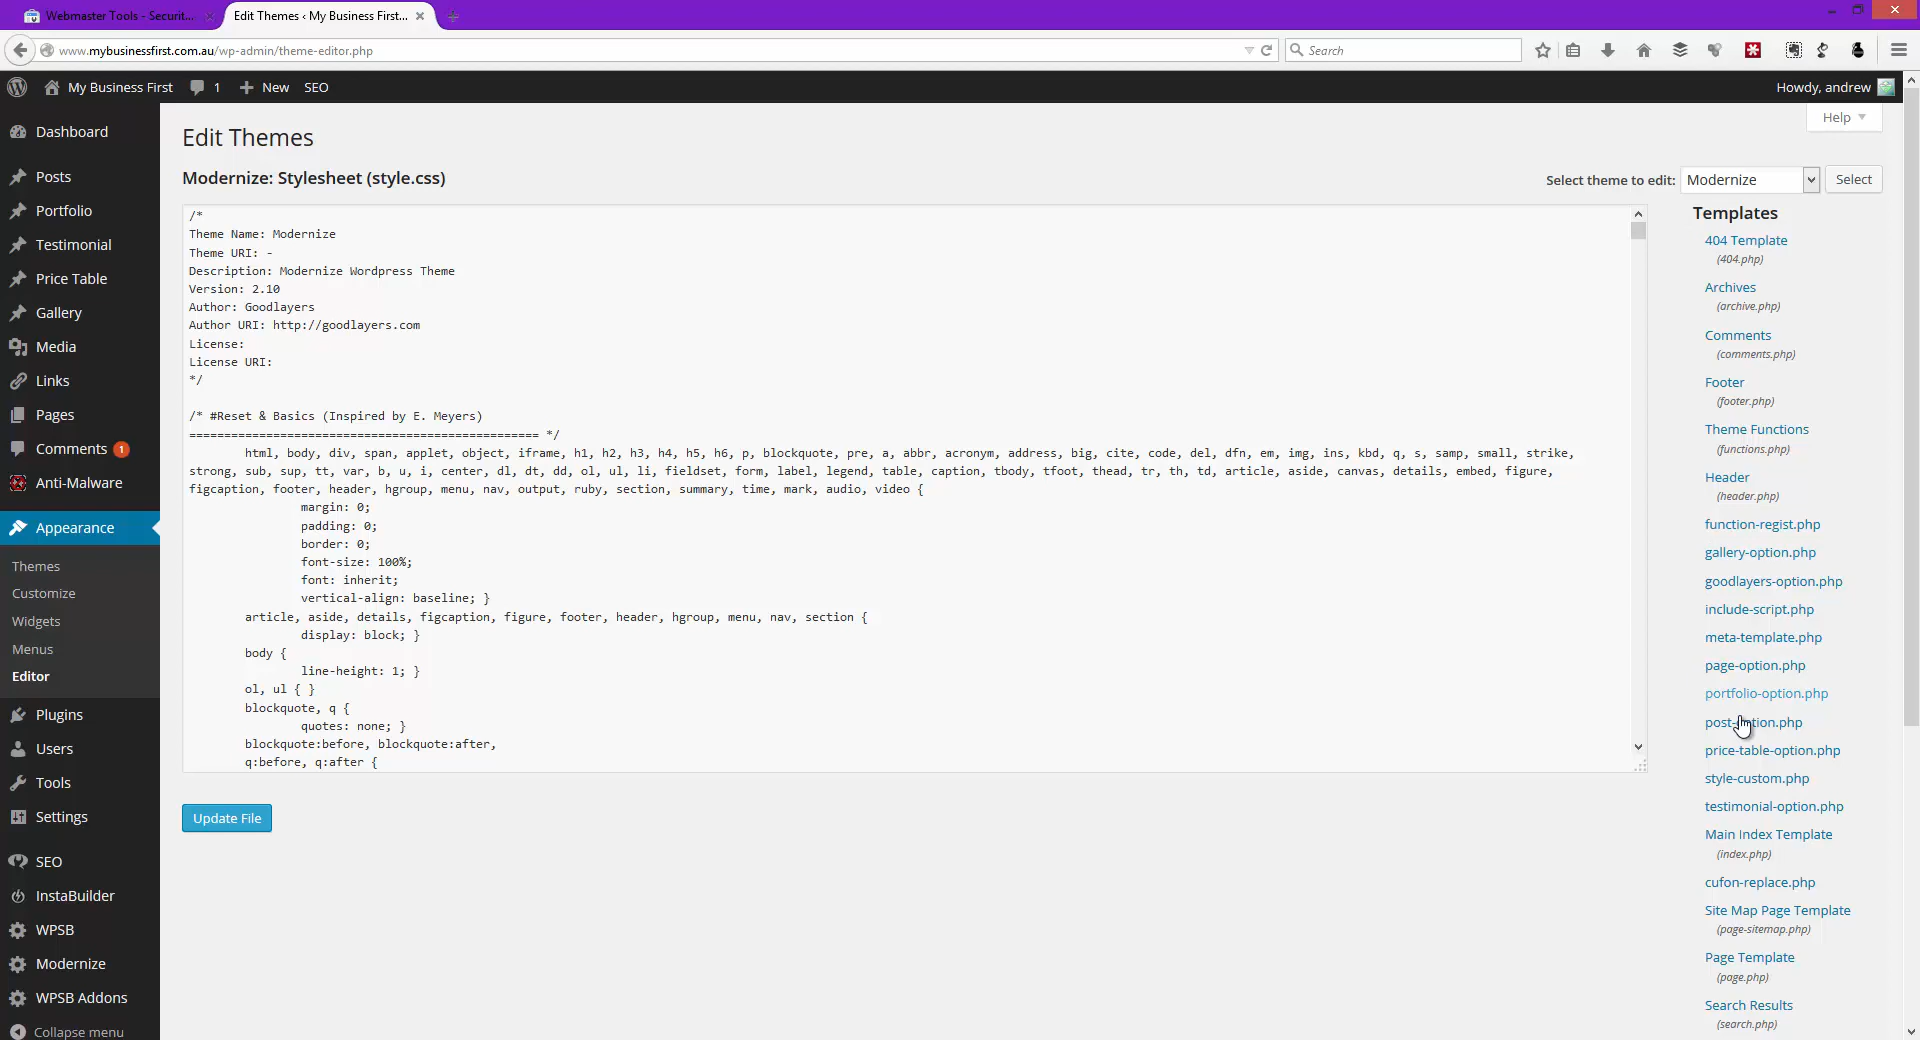 Webmaster Tools - Securit...
Edit Themes ‹ My Business First...
www.mybusinessfirst.com.au/wp-admin/theme-editor.php
Search
My Business First
1
New
SEO
Howdy, andrew
Help
Dashboard
Posts
Portfolio
Testimonial
Price Table
Gallery
Media
Links
Pages
Comments 1
Anti-Malware
Appearance
Themes
Customize
Widgets
Menus
Editor
Plugins
Users
Tools
Settings
SEO
InstaBuilder
WPSB
Modernize
WPSB Addons
Collapse menu
Edit Themes
Modernize: Stylesheet (style.css)
Select theme to edit: Modernize Select
/*
Theme Name: Modernize
Theme URI: -
Description: Modernize Wordpress Theme
Version: 2.10
Author: Goodlayers
Author URI: http://goodlayers.com
License:
License URI:
*/
/* #Reset & Basics (Inspired by E. Meyers)
================================================== */
html, body, div, span, applet, object, iframe, h1, h2, h3, h4, h5, h6, p, blockquote, pre, a, abbr, acronym, address, big, cite, code, del, dfn, em, img, ins, kbd, q, s, samp, small, strike,
strong, sub, sup, tt, var, b, u, i, center, dl, dt, dd, ol, ul, li, fieldset, form, label, legend, table, caption, tbody, tfoot, thead, tr, th, td, article, aside, canvas, details, embed, figure,
figcaption, footer, header, hgroup, menu, nav, output, ruby, section, summary, time, mark, audio, video {
margin: 0;
padding: 0;
border: 0;
font-size: 100%;
font: inherit;
vertical-align: baseline; }
article, aside, details, figcaption, figure, footer, header, hgroup, menu, nav, section {
display: block; }
body {
line-height: 1; }
ol, ul { }
blockquote, q {
quotes: none; }
blockquote:before, blockquote:after,
q:before, q:after {
Update File
Templates
404 Template
(404.php)
Archives
(archive.php)
Comments
(comments.php)
Footer
(footer.php)
Theme Functions
(functions.php)
Header
(header.php)
function-regist.php
gallery-option.php
goodlayers-option.php
include-script.php
meta-template.php
page-option.php
portfolio-option.php
post-option.php
price-table-option.php
style-custom.php
testimonial-option.php
Main Index Template
(index.php)
cufon-replace.php
Site Map Page Template
(page-sitemap.php)
Page Template
(page.php)
Search Results
(search.php)